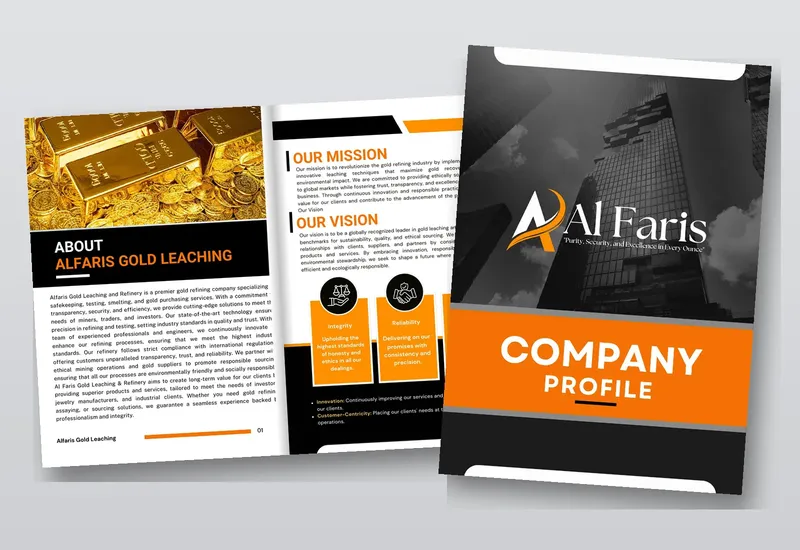 ABOUT
ALFARIS GOLD LEACHING
Alfaris Gold Leaching and Refinery is a premier gold refining company specializing
safekeeping, testing, smelting, and gold purchasing services. With a commitment
transparency, security, and efficiency, we provide cutting-edge solutions to meet th
needs of miners, traders, and investors. Our state-of-the-art technology ensur
precision in refining and testing, setting industry standards in quality and trust. With
team of experienced professionals and engineers, we continuously innovate
enhance our refining processes, ensuring that we meet the highest indust
standards. Our refinery follows strict compliance with international regulation
offering customers unparalleled transparency, trust, and reliability. We partner wi
ethical mining operations and gold suppliers to promote responsible sourcing
ensuring that all our processes are environmentally friendly and socially responsibl
Al Faris Gold Leaching & Refinery aims to create long-term value for our clients b
providing superior products and services, tailored to meet the needs of investor
jewelry manufacturers, and industrial clients. Whether you need gold refinin
assaying, or sourcing solutions, we guarantee a seamless experience backed b
professionalism and integrity.
Alfaris Gold Leaching
01
OUR MISSION
Our mission is to revolutionize the gold refining industry by implem
innovative leaching techniques that maximize gold recove
environmental impact. We are committed to providing ethically so
to global markets while fostering trust, transparency, and excellen
business. Through continuous innovation and responsible practic
value for our clients and contribute to the advancement of the g
Our Vision
OUR VISION
Our vision is to be a globally recognized leader in gold leaching an
benchmarks for sustainability, quality, and ethical sourcing. We
relationships with clients, suppliers, and partners by consis
products and services. By embracing innovation, responsib
environmental stewardship, we seek to shape a future where
efficient and ecologically responsible.
Integrity
Upholding the
highest standards
of honesty and
ethics in all our
dealings.
Reliability
Delivering on our
promises with
consistency and
precision.
Innovation: Continuously improving our services and
our clients.
Customer-Centricity: Placing our clients' needs at t
operations.
Al Faris
"Purity, Security, and Excellence in Every Ounce"
COMPANY
PROFILE